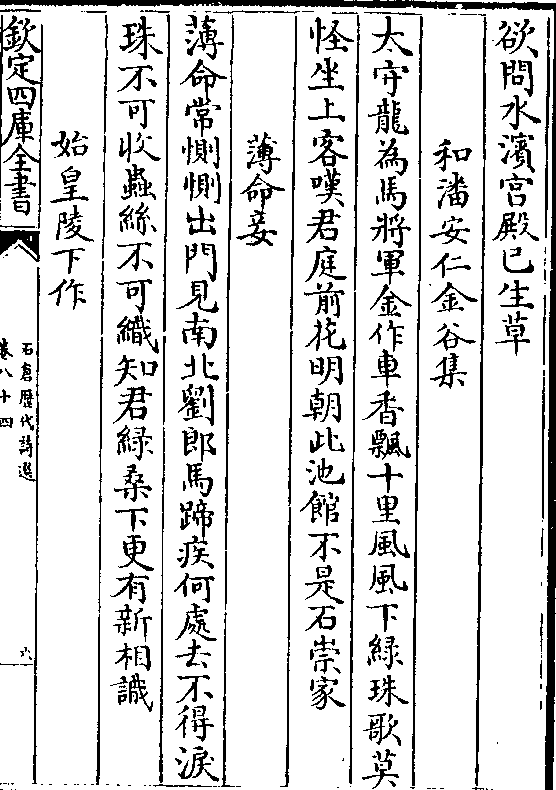 欲問水濱宮殿已生草
和潘安仁金谷集
大守龍為馬將軍金作車香飄十里風風下綠珠歌莫
怪坐上客嘆君庭前花明朝此池館不是石崇家
薄命妾
薄命常惻惻出門見南北劉郎馬蹄疾何處去不得淚
珠不可收蟲絲不可織知君綠桑下更有新相識
始皇陵下作
欽定四庫全書
石倉歷代詩選
卷八十四
六